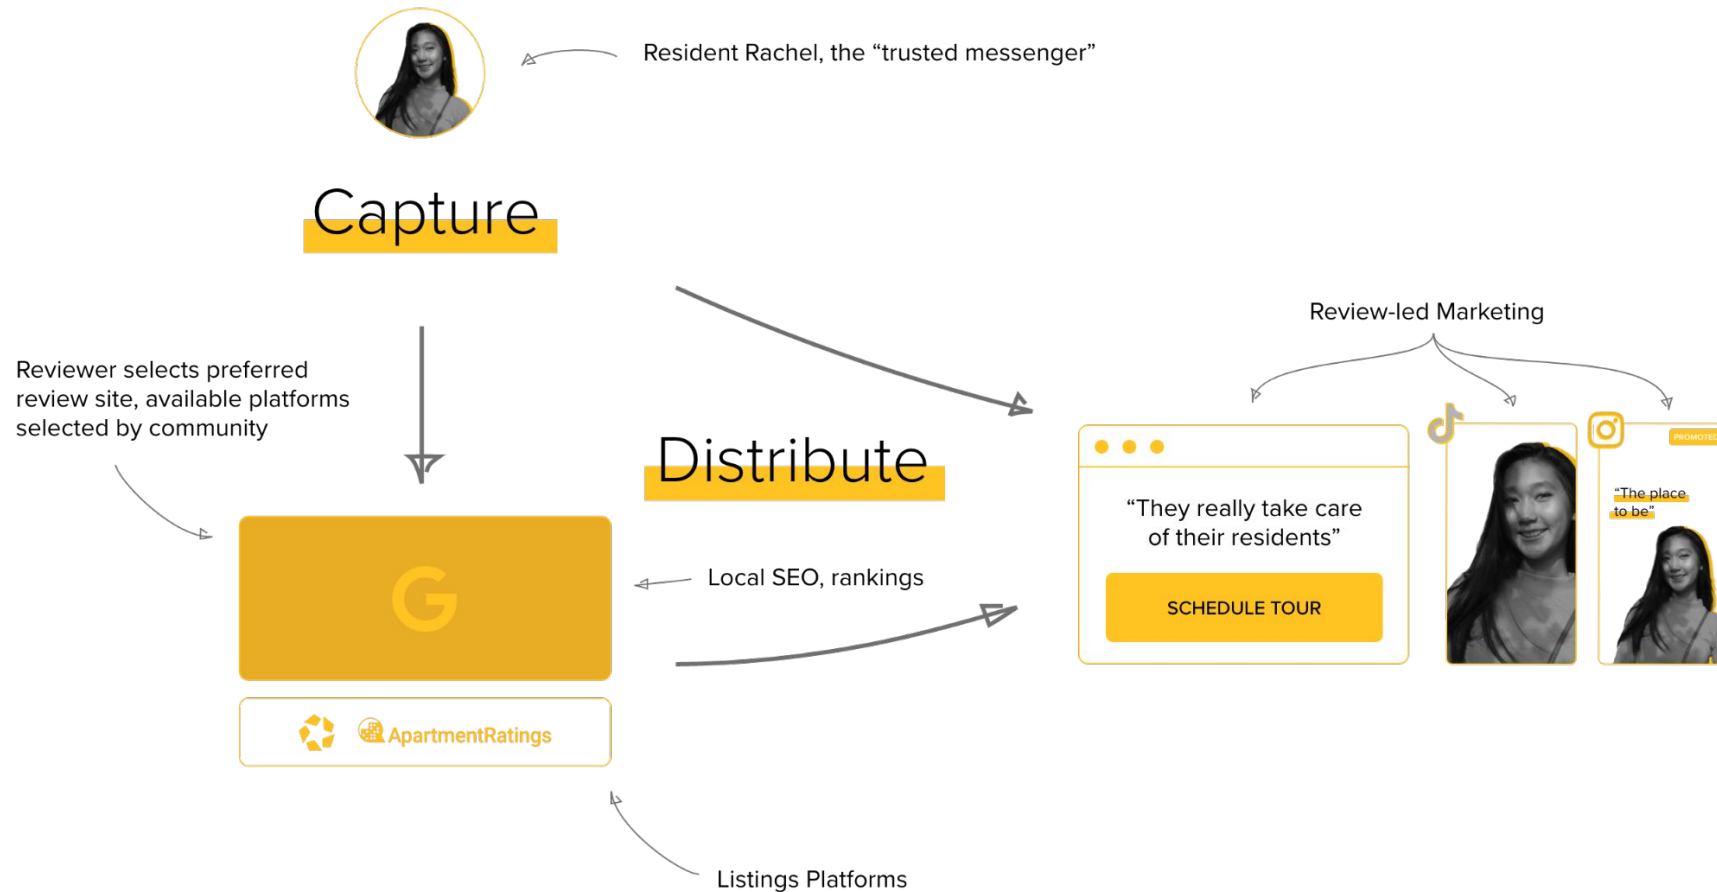 Resident Rachel, the “trusted messenger”
Capture
Review-led Marketing
Reviewer selects preferred
review site, available platforms
selected by community
Distribute
PROMOTED
“They really take care
of their residents”
“The place
to be”
SCHEDULE TOUR
G
Local SEO, rankings
ApartmentRatings
Listings Platforms